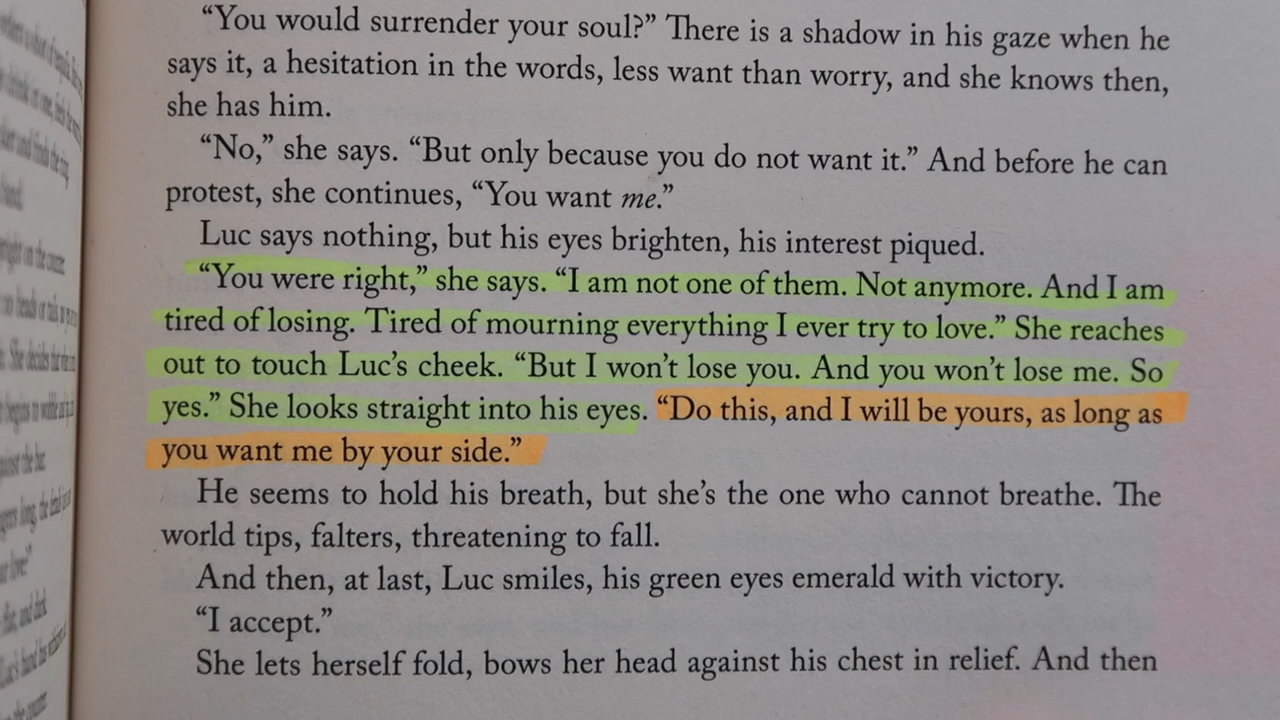 “You would surrender your soul?” There is a shadow in his gaze when he
says it, a hesitation in the words, less want than worry, and she knows then,
she has him.
“No,” she says. “But only because you do not want it.” And before he can
protest, she continues, “You want me.”
Luc says nothing, but his eyes brighten, his interest piqued.
“You were right,” she says. “I am not one of them. Not anymore. And I am
tired of losing. Tired of mourning everything I ever try to love.” She reaches
out to touch Luc’s cheek. “But I won’t lose you. And you won’t lose me. So
yes.” She looks straight into his eyes. “Do this, and I will be yours, as long as
you want me by your side.”
He seems to hold his breath, but she’s the one who cannot breathe. The
world tips, falters, threatening to fall.
And then, at last, Luc smiles, his green eyes emerald with victory.
“I accept.”
She lets herself fold, bows her head against his chest in relief. And then